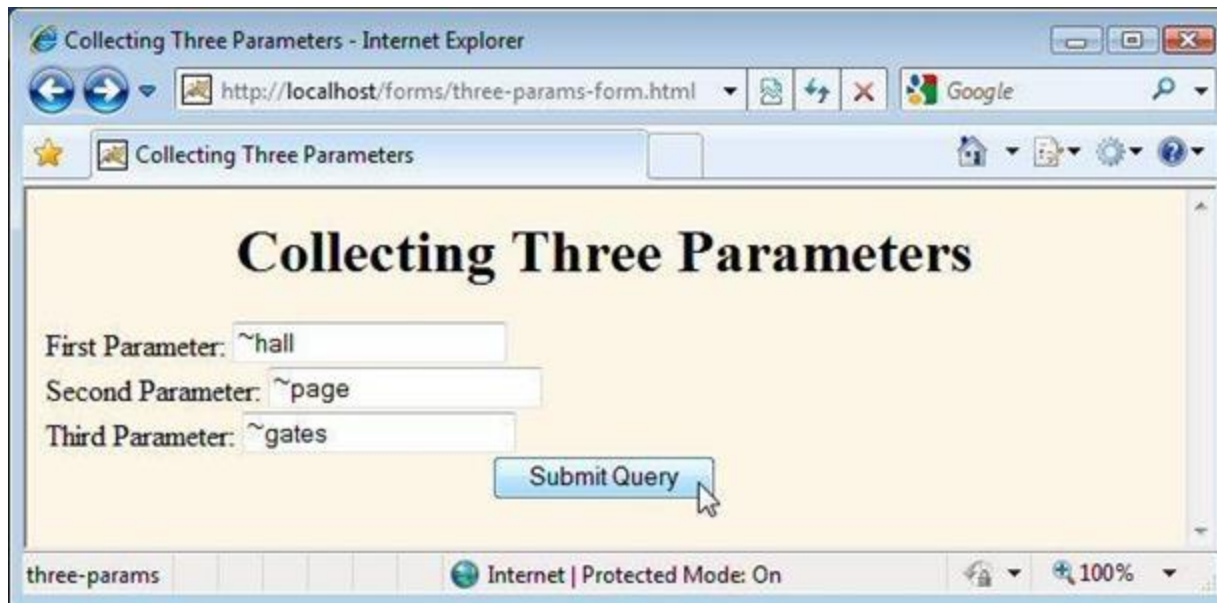 Collecting Three Parameters - Internet Explorer
http://localhost/forms/three-params-form.html
Google
Collecting Three Parameters
Collecting Three Parameters
First Parameter: ~hall
Second Parameter: ~page
Third Parameter: ~gates
Submit Query
three-params
Internet | Protected Mode: On
100%